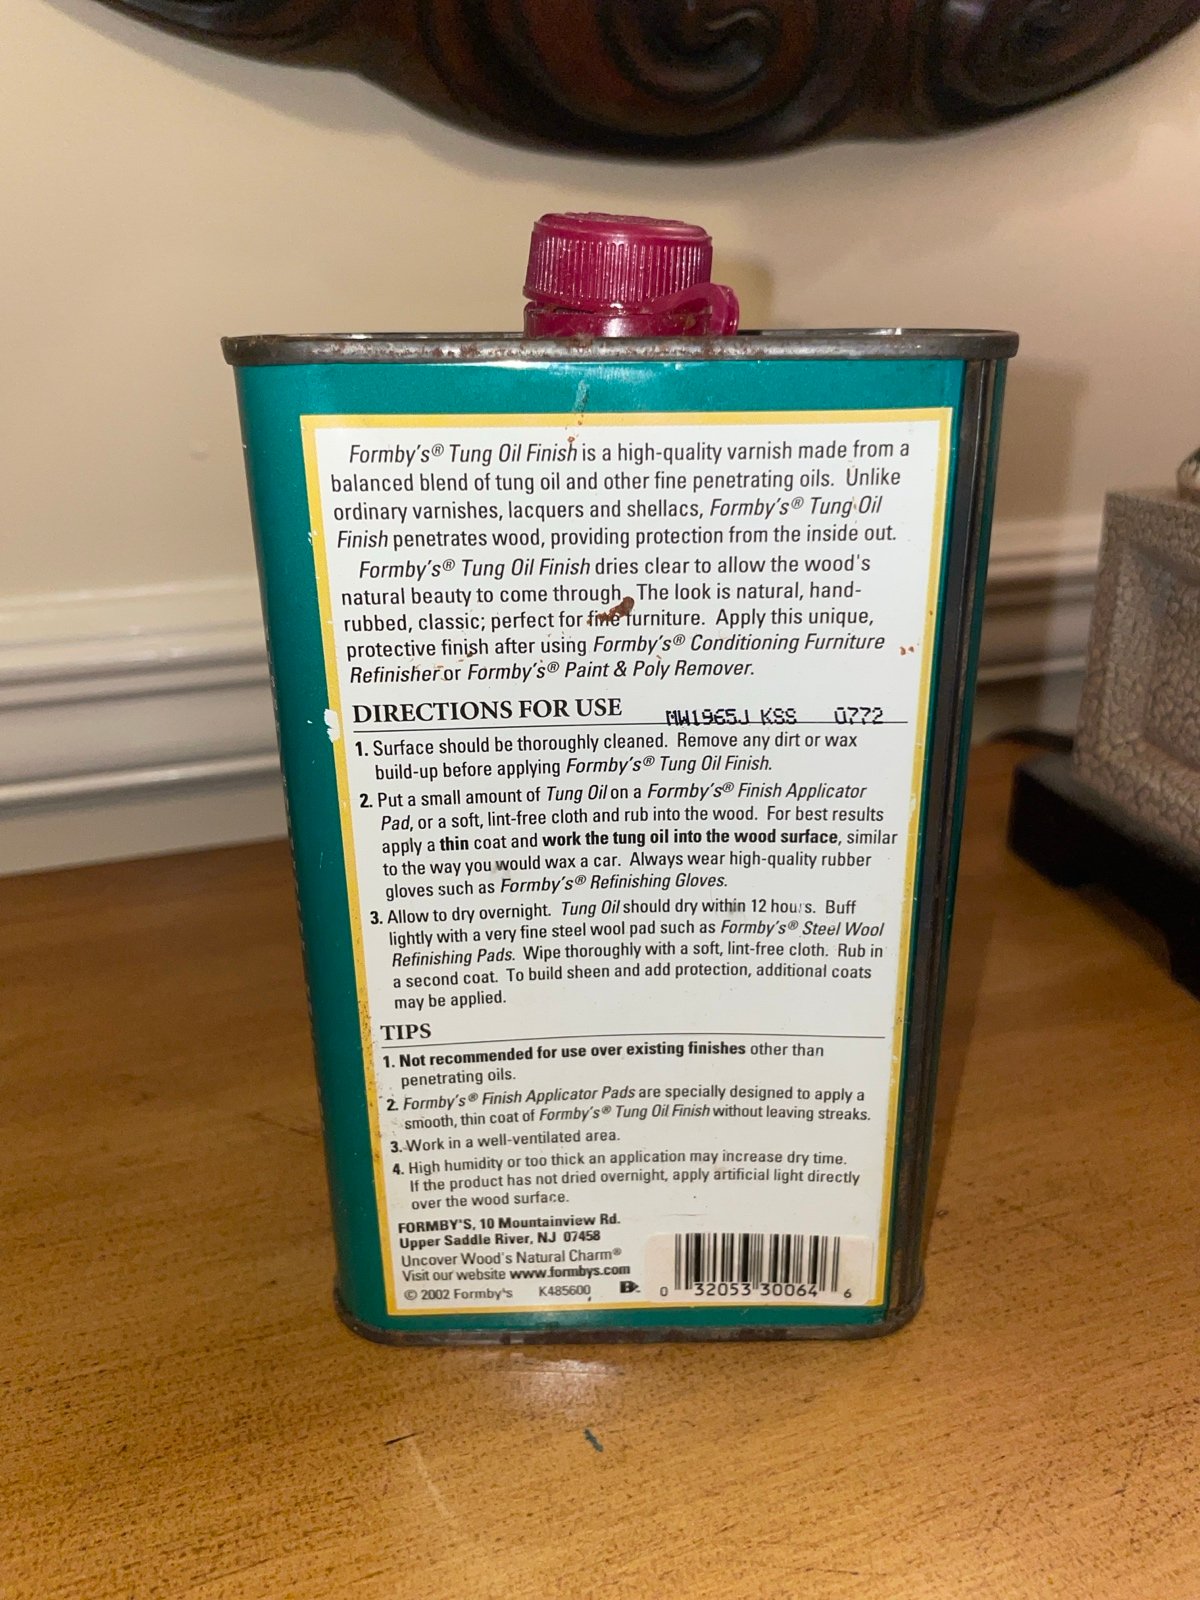 Formby's® Tung Oil Finish is a high-quality varnish made from a
balanced blend of tung oil and other fine penetrating oils. Unlike
ordinary varnishes, lacquers and shellacs, Formby's® Tung Oil
Finish penetrates wood, providing protection from the inside out.
Formby's® Tung Oil Finish dries clear to allow the wood's
natural beauty to come through. The look is natural, hand-
rubbed, classic; perfect for fine furniture. Apply this unique,
protective finish after using Formby's® Conditioning Furniture
Refinisher or Formby's® Paint & Poly Remover.
DIRECTIONS FOR USE MW1965J KSS 0772
1. Surface should be thoroughly cleaned. Remove any dirt or wax
build-up before applying Formby's® Tung Oil Finish.
2. Put a small amount of Tung Oil on a Formby's® Finish Applicator
Pad, or a soft, lint-free cloth and rub into the wood. For best results
apply a thin coat and work the tung oil into the wood surface, similar
to the way you would wax a car. Always wear high-quality rubber
gloves such as Formby's® Refinishing Gloves.
3. Allow to dry overnight. Tung Oil should dry within 12 hours. Buff
lightly with a very fine steel wool pad such as Formby's® Steel Wool
Refinishing Pads. Wipe thoroughly with a soft, lint-free cloth. Rub in
a second coat. To build sheen and add protection, additional coats
may be applied.
TIPS
1. Not recommended for use over existing finishes other than
penetrating oils.
2. Formby's® Finish Applicator Pads are specially designed to apply a
smooth, thin coat of Formby's® Tung Oil Finish without leaving streaks.
3. Work in a well-ventilated area.
4. High humidity or too thick an application may increase dry time.
If the product has not dried overnight, apply artificial light directly
over the wood surface.
FORMBY'S, 10 Mountainview Rd.
Upper Saddle River, NJ 07458
Uncover Wood's Natural Charm®
Visit our website www.formbys.com
© 2002 Formby's K485600
0 32053 30064 6